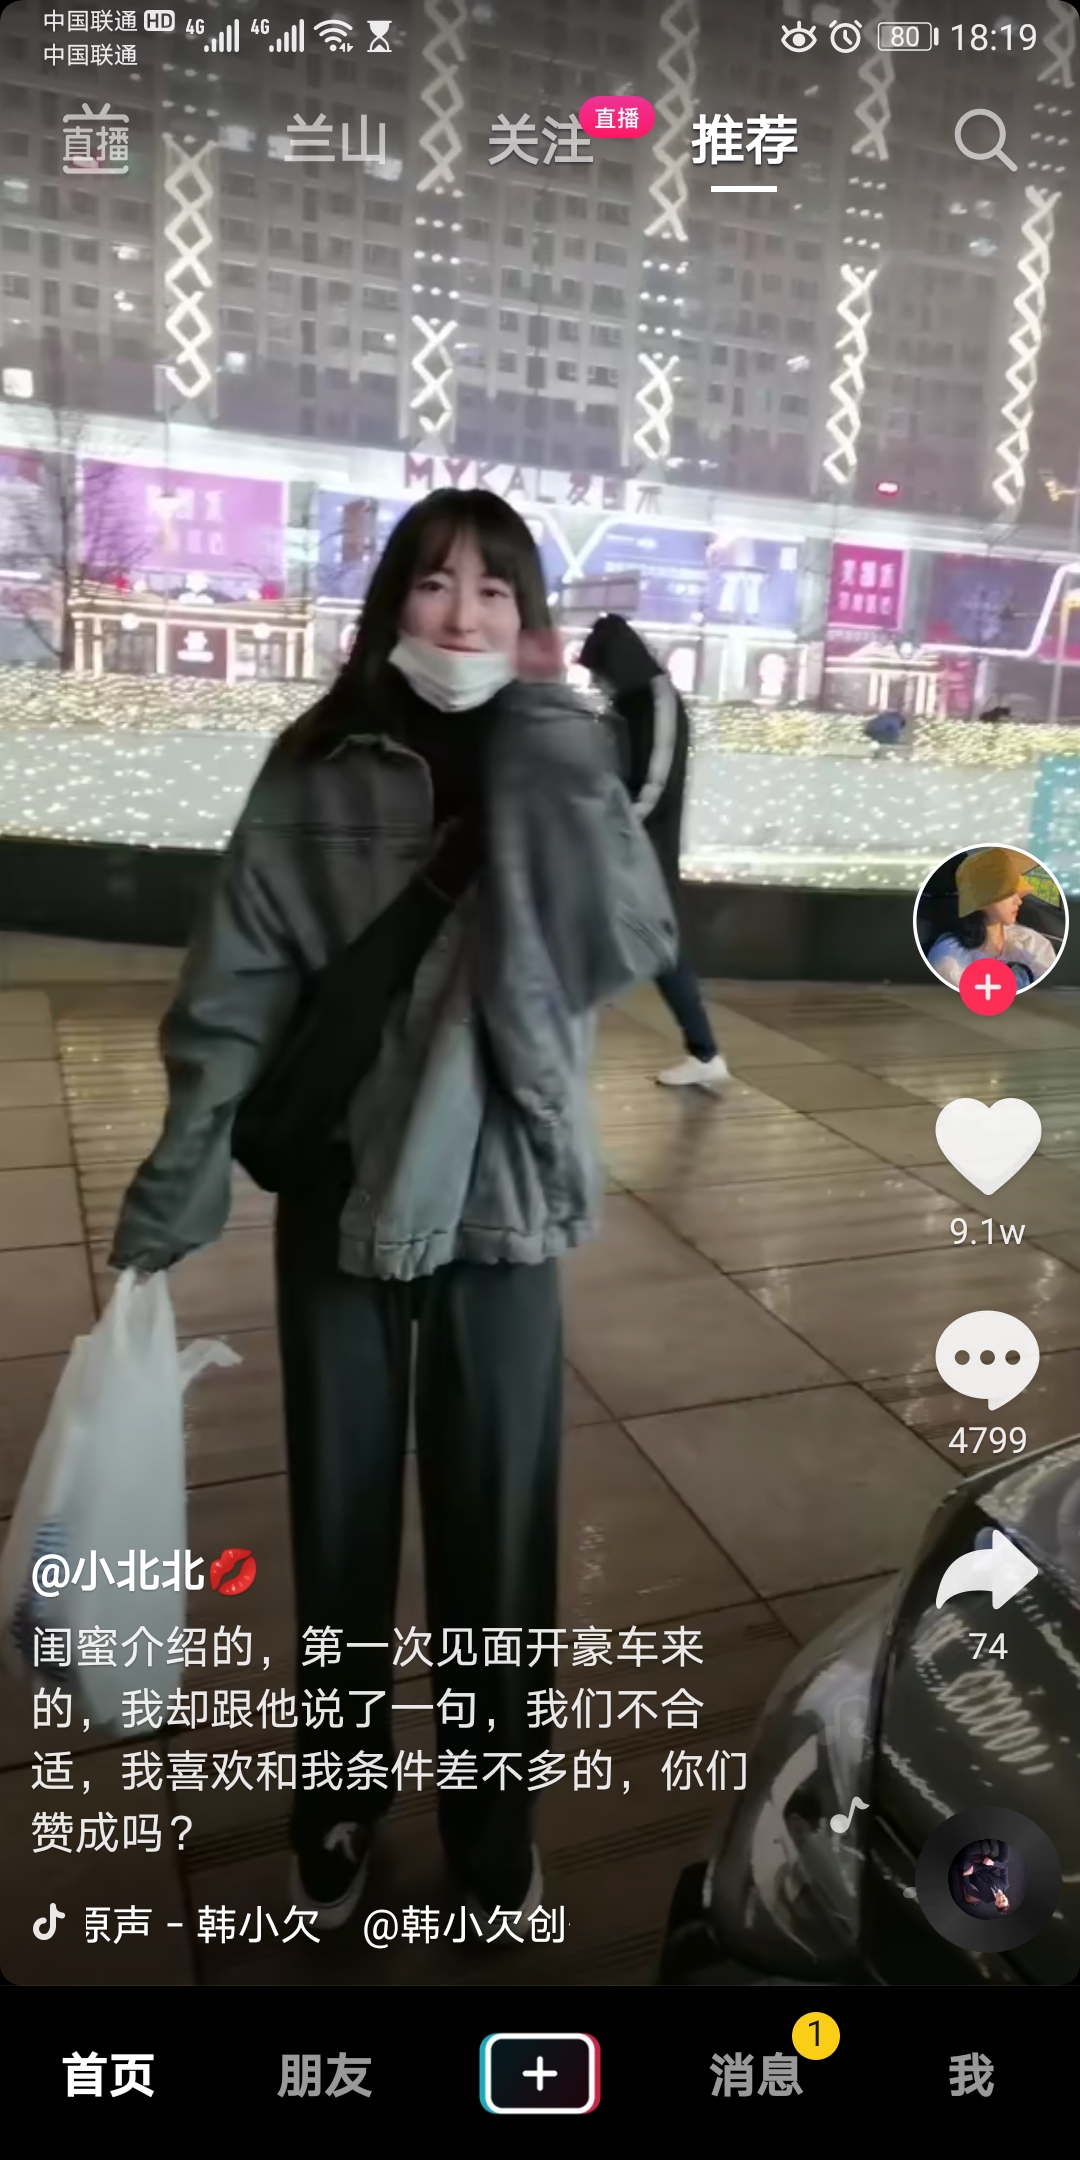 中国联通 HD 4G 4G 80 18:19
中国联通
直播 兰山 关注 直播 推荐
MYKAL
@小北北💋
闺蜜介绍的，第一次见面开豪车来
的，我却跟他说了一句，我们不合
适，我喜欢和我条件差不多的，你们
赞成吗？
原声 - 韩小欠 @韩小欠创
9.1w
4799
74
首页 朋友 消息 1 我